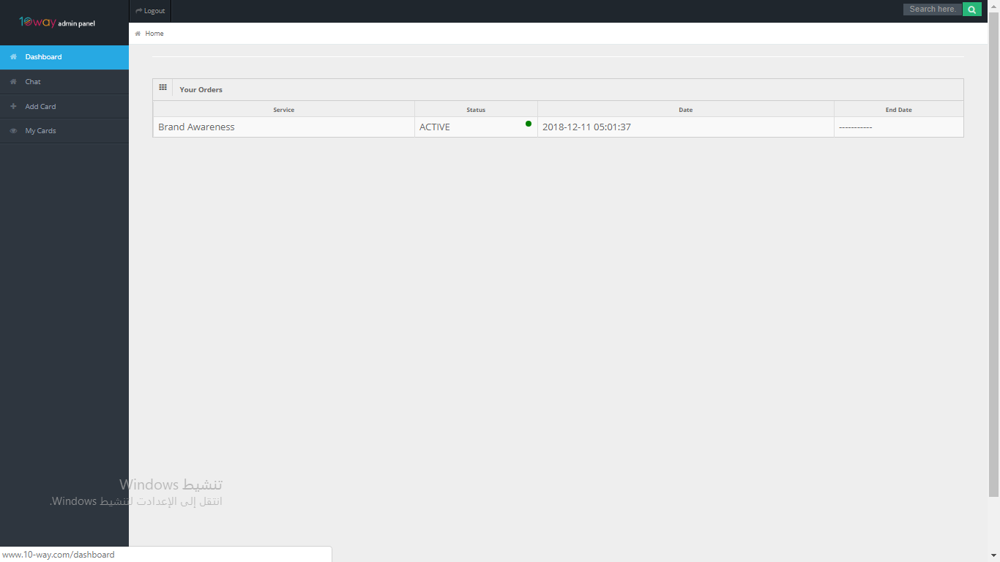 10way admin panel
Logout
Search here.
Home
Dashboard
Chat
Add Card
My Cards
Your Orders
Service Status Date End Date
Brand Awareness ACTIVE 2018-12-11 05:01:37 -----------
تنشيط Windows
انتقل إلى الإعدادت لتنشيط Windows.
www.10-way.com/dashboard